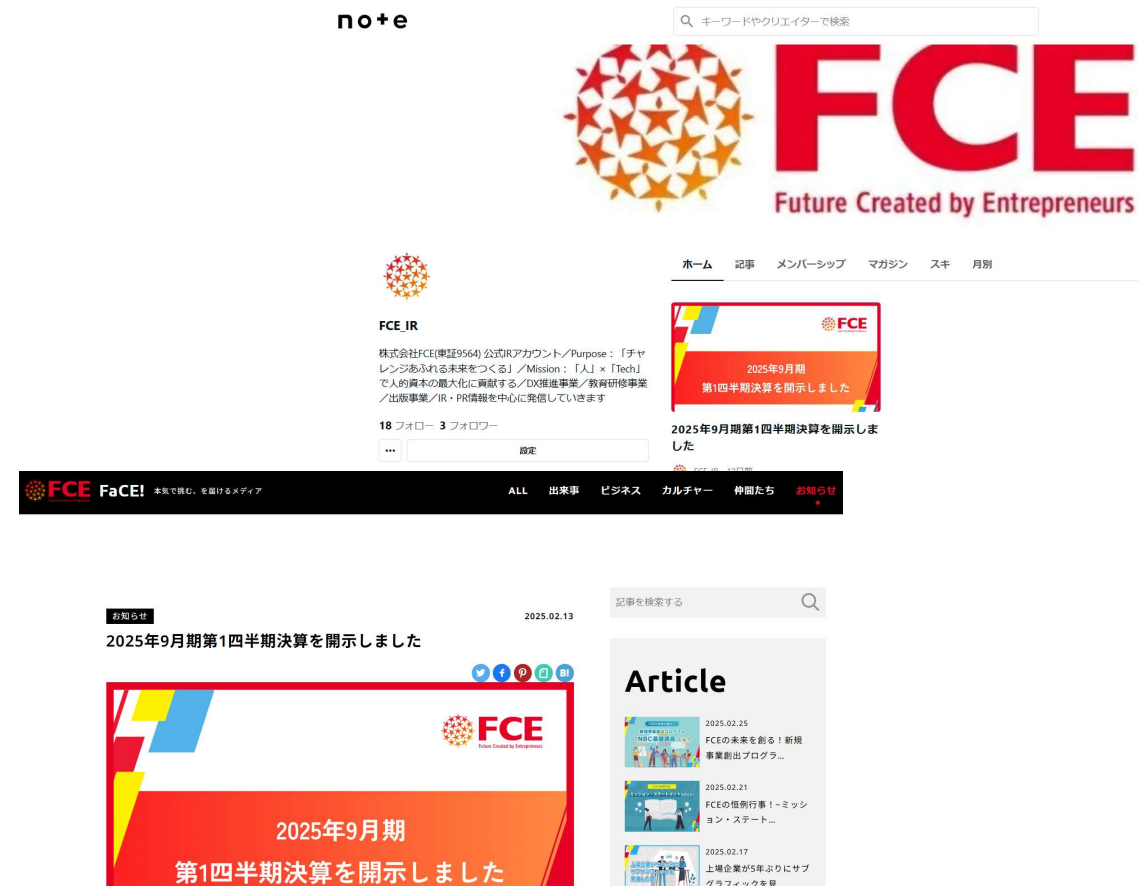 note
キーワードやクリエイターで検索
FCE
Future Created by Entrepreneurs
ホーム 記事 メンバーシップ マガジン スキ 月別
FCE_IR
株式会社FCE(東証9564) 公式IRアカウント／Purpose：「チャ
レンジあふれる未来をつくる」／Mission：「人」×「Tech」
で人的資本の最大化に貢献する／DX推進事業／教育研修事業
／出版事業／IR・PR情報を中心に発信していきます
18 フォロー 3 フォロワー
設定
FCE
2025年9月期
第1四半期決算を開示しました
2025年9月期第1四半期決算を開示しま
した
FCE FaCE! 本気で挑む、を届けるメディア
ALL 出来事 ビジネス カルチャー 仲間たち お知らせ
お知らせ
2025.02.13
2025年9月期第1四半期決算を開示しました
B!
FCE
Future Created by Entrepreneurs
2025年9月期
第1四半期決算を開示しました
記事を検索する
Article
2025.02.25
FCEの未来を創る！新規
事業創出プログラ...
2025.02.21
FCEの恒例行事！~ミッシ
ョン・ステート...
2025.02.17
上場企業が5年ぶりにサブ
グラフィックを見